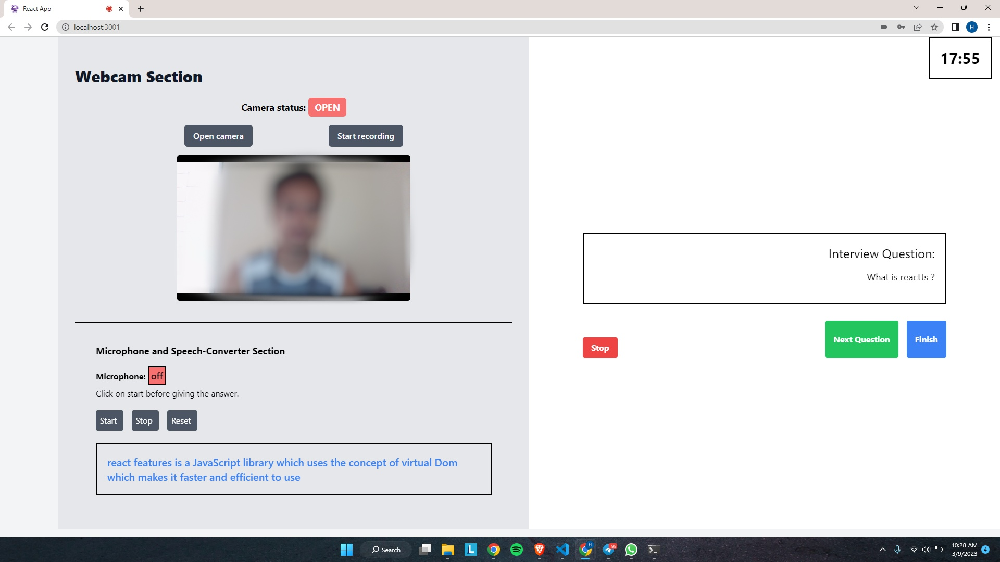 React App
localhost:3001
H
17:55
Webcam Section
Camera status: OPEN
Open camera
Start recording
Interview Question:
What is reactJs ?
Stop
Next Question
Finish
Microphone and Speech-Converter Section
Microphone: off
Click on start before giving the answer.
Start
Stop
Reset
react features is a JavaScript library which uses the concept of virtual Dom
which makes it faster and efficient to use
Search
L
H
98
10:28 AM
3/9/2023
4